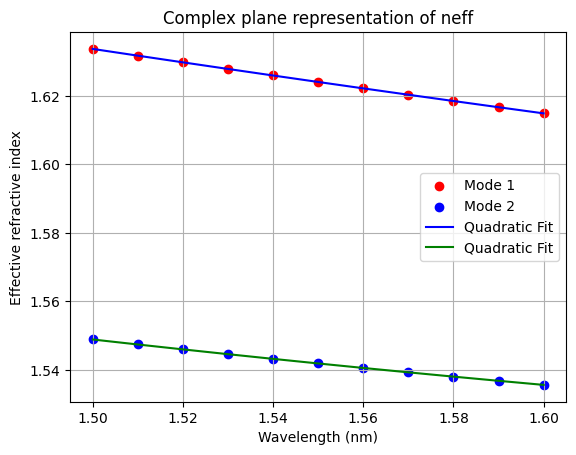 Complex plane representation of neff
Effective refractive index
1.62
1.60
1.58
1.56
1.54
Mode 1
Mode 2
Quadratic Fit
Quadratic Fit
1.50
1.52
1.54
1.56
1.58
1.60
Wavelength (nm)